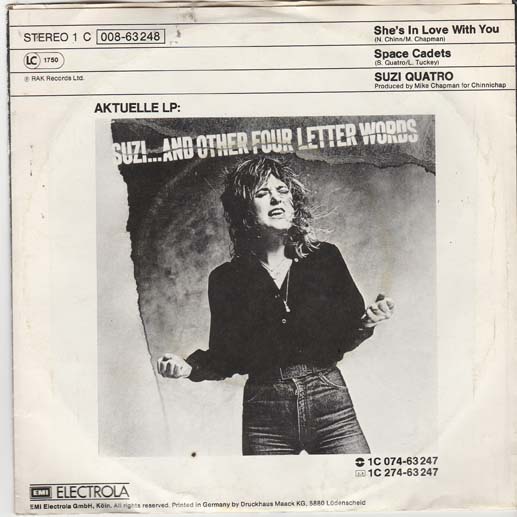 STEREO 1 C 008-63 248
LC 1750
℗ RAK Records Ltd.
She's In Love With You
(N. Chinn/M. Chapman)
Space Cadets
(S. Quatro/L. Tuckey)
SUZI QUATRO
Produced by Mike Chapman for Chinnichap
AKTUELLE LP:
SUZI...AND OTHER FOUR LETTER WORDS
1C 074-63 247
1C 274-63 247
EMI ELECTROLA
EMI Electrola GmbH, Köln. All rights reserved. Printed in Germany by Druckhaus Maack KG, 5880 Lüdenscheid